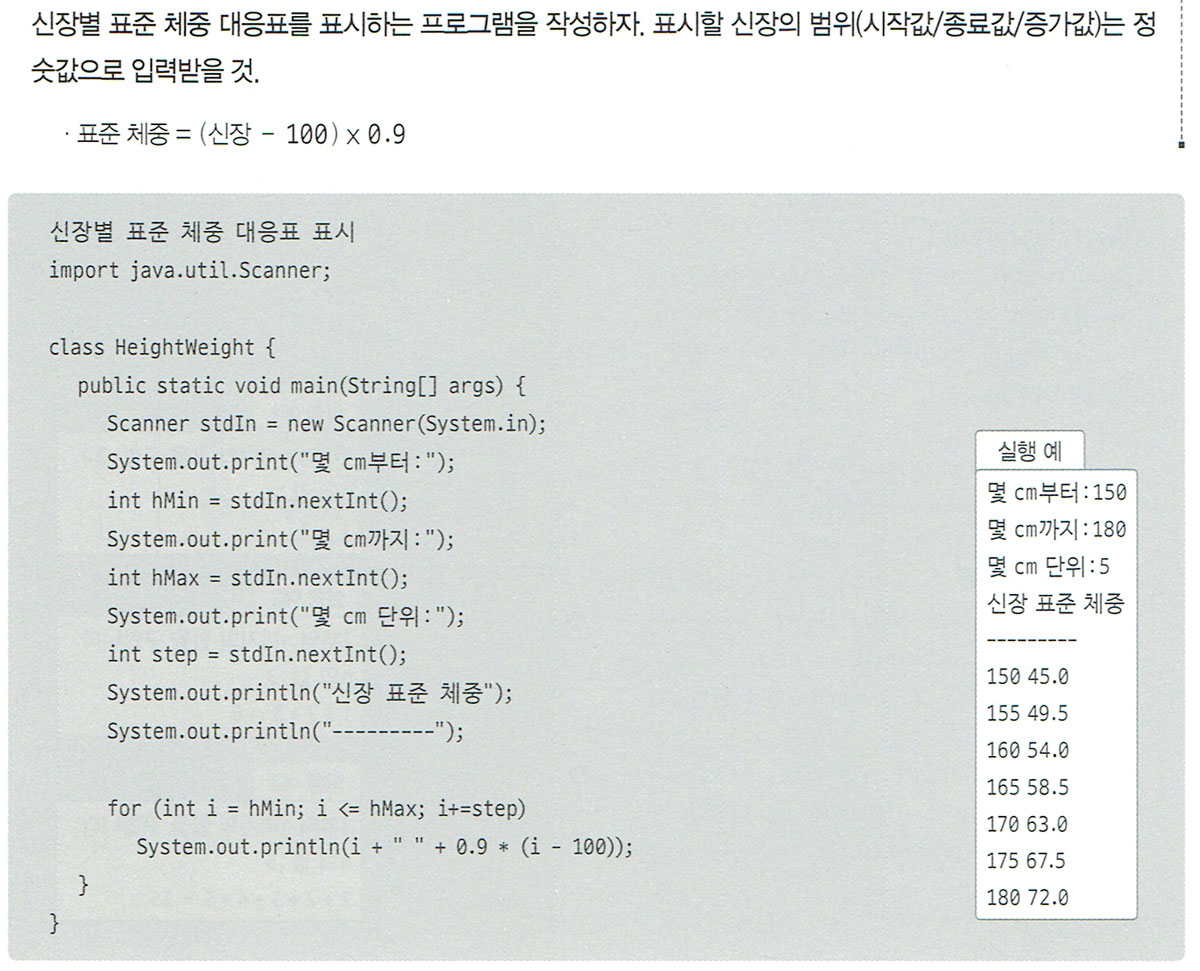 신장별 표준 체중 대응표를 표시하는 프로그램을 작성하자. 표시할 신장의 범위(시작값/종료값/증가값)는 정
숫값으로 입력받을 것.
· 표준 체중 = (신장 - 100) x 0.9
신장별 표준 체중 대응표 표시
import java.util.Scanner;
class HeightWeight {
public static void main(String[] args) {
Scanner stdIn = new Scanner(System.in);
System.out.print("몇 cm부터:");
int hMin = stdIn.nextInt();
System.out.print("몇 cm까지:");
int hMax = stdIn.nextInt();
System.out.print("몇 cm 단위:");
int step = stdIn.nextInt();
System.out.println("신장 표준 체중");
System.out.println("---------");
for (int i = hMin; i <= hMax; i+=step)
System.out.println(i + " " + 0.9 * (i - 100));
}
}
실행 예
몇 cm부터:150
몇 cm까지:180
몇 cm 단위:5
신장 표준 체중
---------
150 45.0
155 49.5
160 54.0
165 58.5
170 63.0
175 67.5
180 72.0